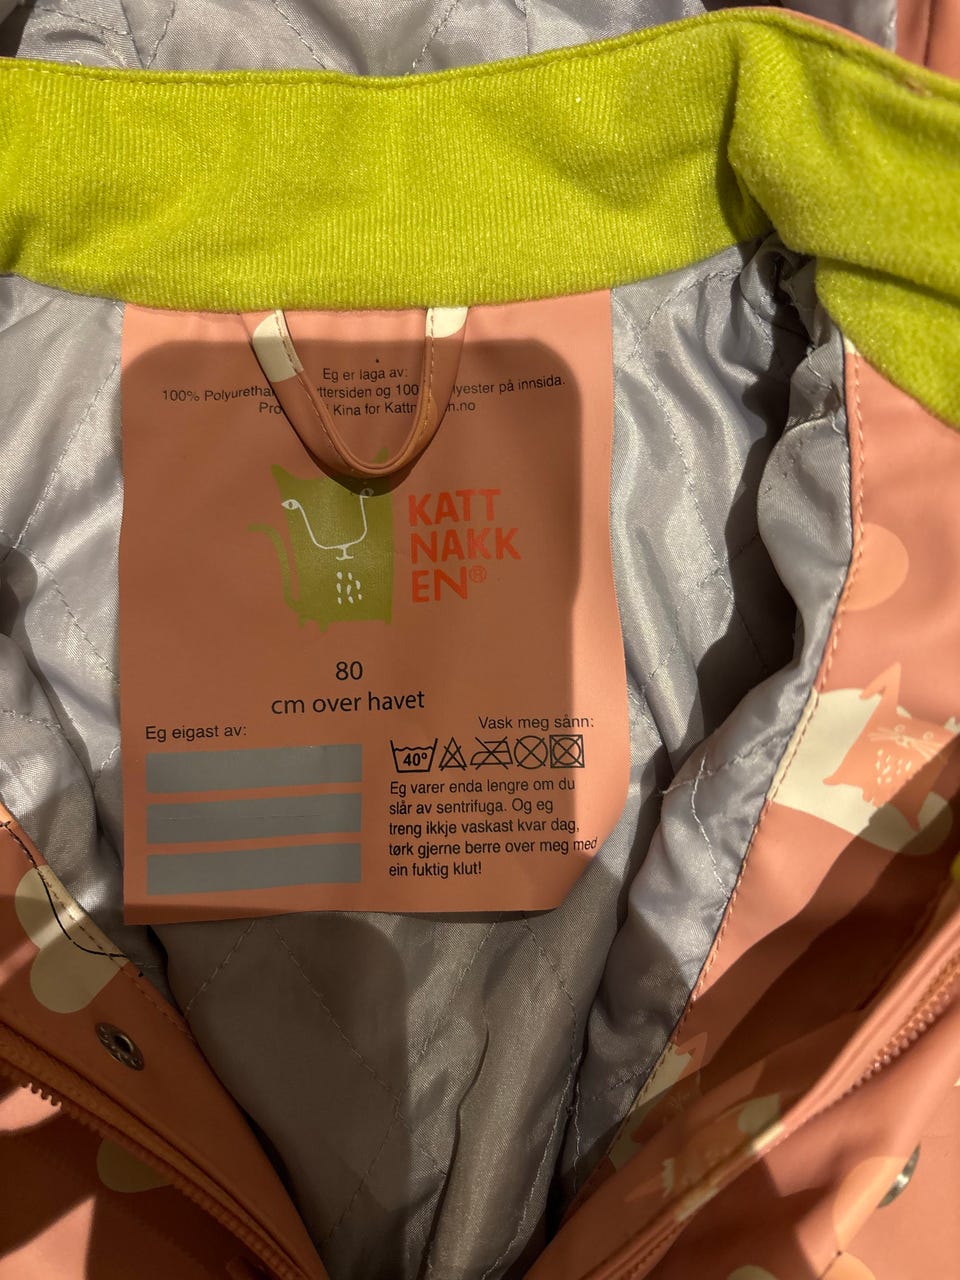 Eg er laga av:
100% ttersiden og 100 på innsida.
Kina for
KATT
NAKK
EN®
80
cm over havet
Eg eigast av:
Vask meg sånn:
40°
Eg varer enda lengre om du
slår av sentrifuga. Og eg
treng ikkje vaskast kvar dag,
tørk gjerne berre over meg med
ein fuktig klut!